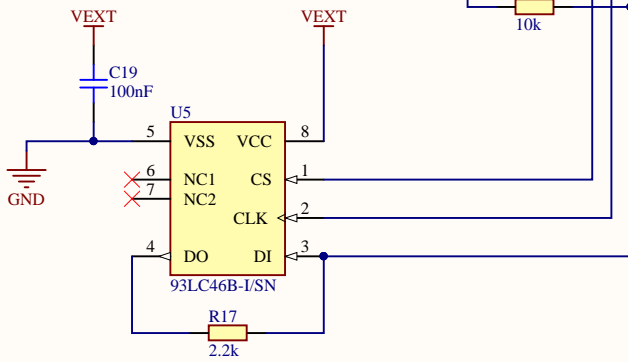 VEXT
VEXT
10k
C19
100nF
U5
5
VSS
VCC
8
6
NC1
CS
1
7
NC2
CLK
2
4
DO
DI
3
GND
93LC46B-I/SN
R17
2.2k